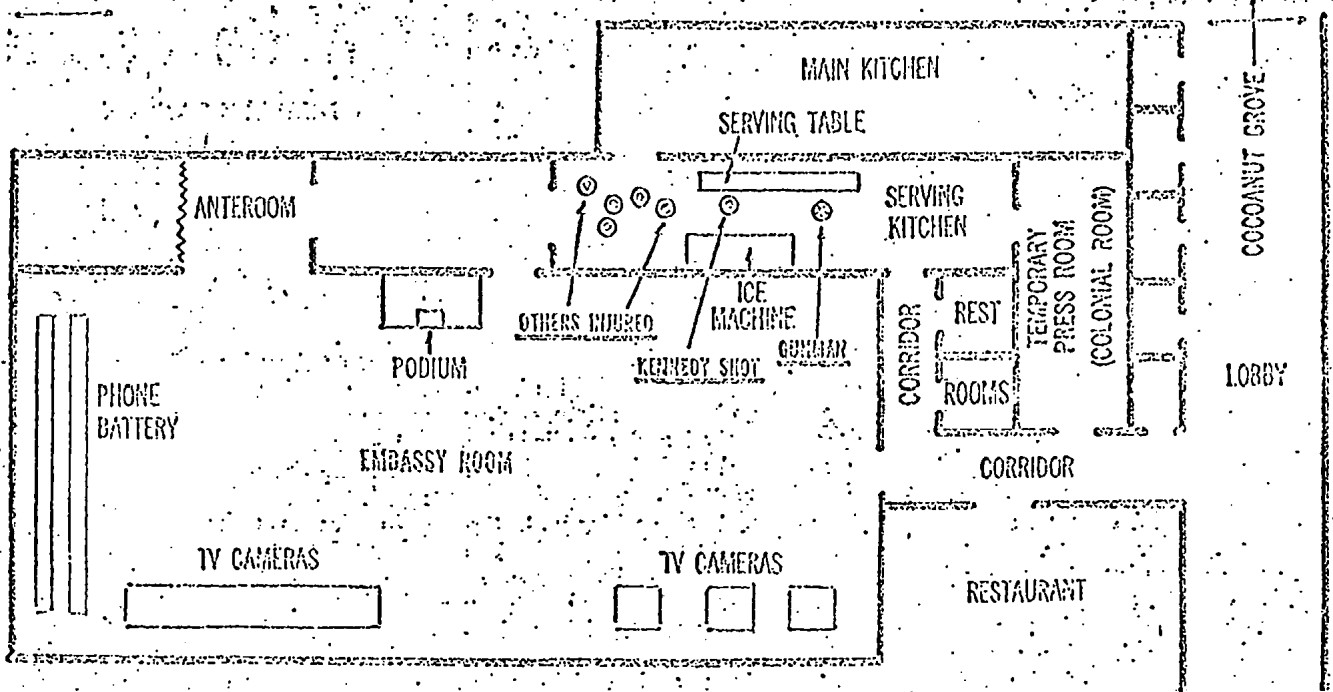 MAIN KITCHEN
SERVING TABLE
COCOANUT GROVE
ANTEROOM
SERVING
KITCHEN
TEMPORARY
PRESS ROOM
(COLONIAL ROOM)
OTHERS INJURED
ICE
MACHINE
KENNEDY SHOT
GUNMAN
CORRIDOR
REST
ROOMS
PODIUM
LOBBY
PHONE
BATTERY
EMBASSY ROOM
CORRIDOR
TV CAMERAS
TV CAMERAS
RESTAURANT